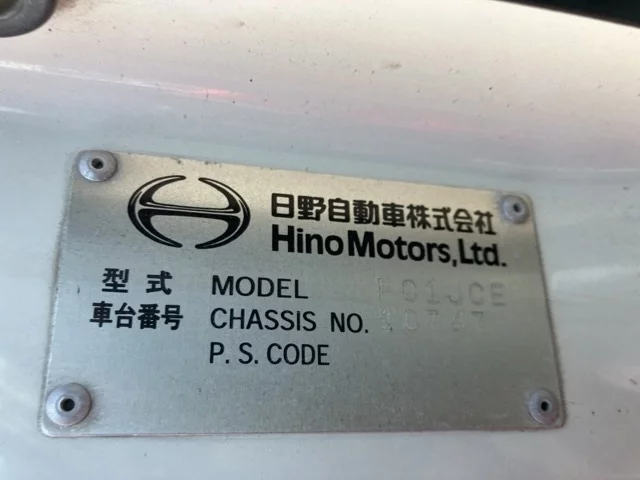 日野自動車株式会社
Hino Motors, Ltd.
型式 MODEL
車台番号 CHASSIS NO.
P. S. CODE